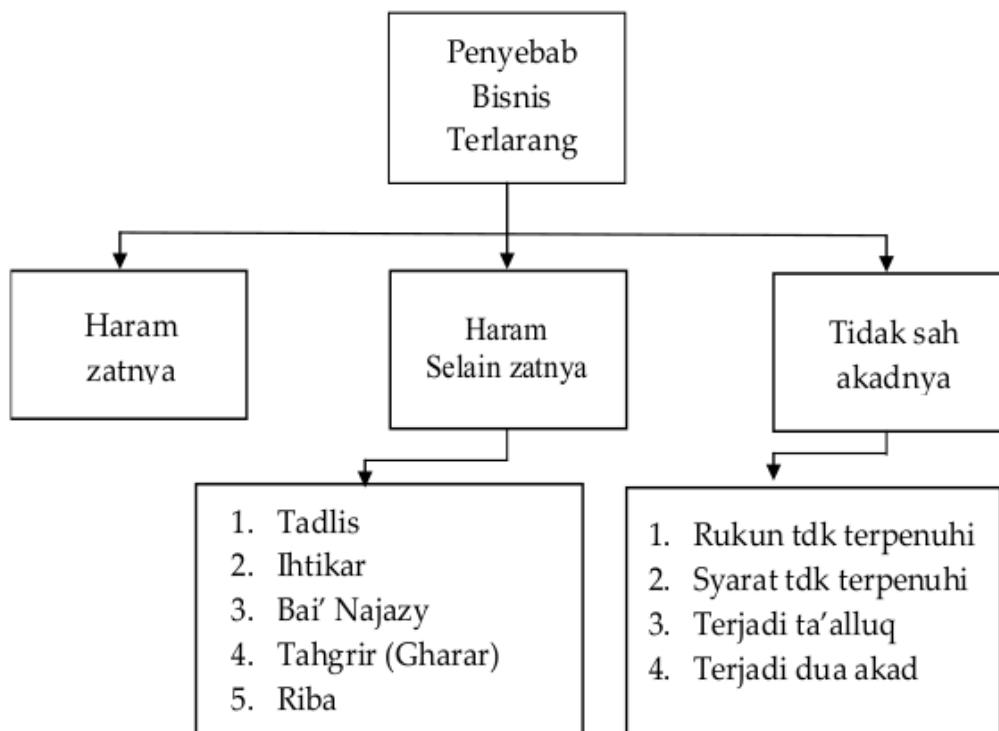 Penyebab
Bisnis
Terlarang
Haram
zatnya
Haram
Selain zatnya
Tidak sah
akadnya
1. Tadlis
2. Ihtikar
3. Bai’ Najazy
4. Tahgrir (Gharar)
5. Riba
1. Rukun tdk terpenuhi
2. Syarat tdk terpenuhi
3. Terjadi ta’alluq
4. Terjadi dua akad